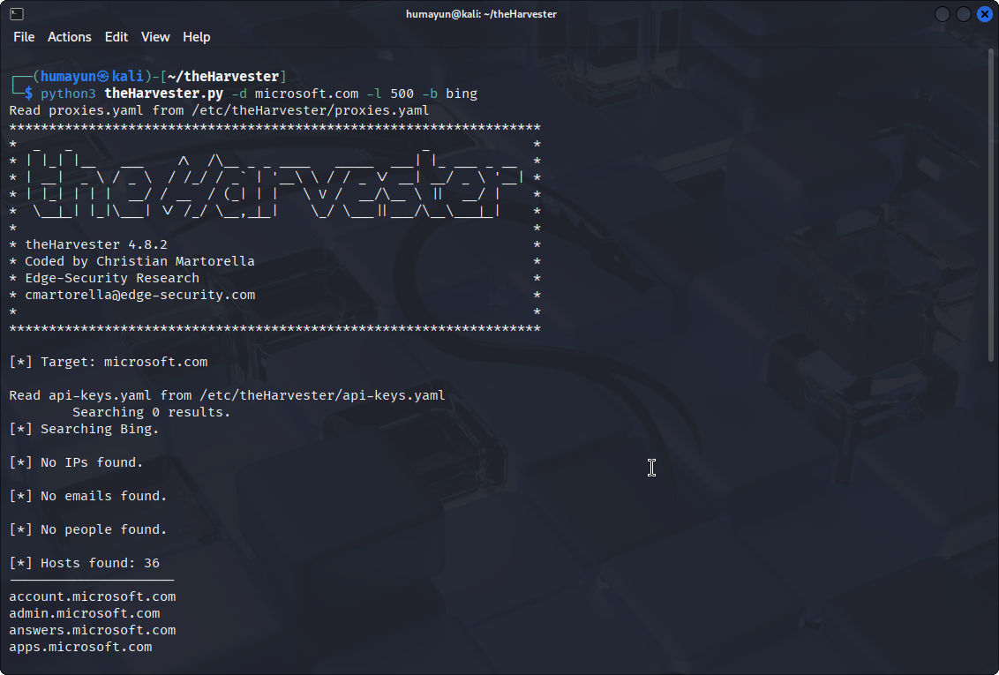 humayun@kali: ~/theHarvester
File Actions Edit View Help
┌──(humayun㉿kali)-[~/theHarvester]
└─$ python3 theHarvester.py -d microsoft.com -l 500 -b bing
Read proxies.yaml from /etc/theHarvester/proxies.yaml
*******************************************************************
*  _   _                                            _             *
* | |_| |__   ___    /\  /\__ _ _ ____   _____  ___| |_ ___ _ __  *
* | __|  _ \ / _ \  / /_/ / _` | '__\ \ / / _ \/ __| __/ _ \ '__| *
* | |_| | | |  __/ / __  / (_| | |   \ V /  __/\__ \ ||  __/ |    *
*  \__|_| |_|\___| \/ /_/ \__,_|_|    \_/ \___||___/\__\___|_|    *
*                                                                 *
* theHarvester 4.8.2                                              *
* Coded by Christian Martorella                                   *
* Edge-Security Research                                          *
* cmartorella@edge-security.com                                   *
*                                                                 *
*******************************************************************
[*] Target: microsoft.com
Read api-keys.yaml from /etc/theHarvester/api-keys.yaml
Searching 0 results.
[*] Searching Bing.
[*] No IPs found.
[*] No emails found.
[*] No people found.
[*] Hosts found: 36
---------------------
account.microsoft.com
admin.microsoft.com
answers.microsoft.com
apps.microsoft.com